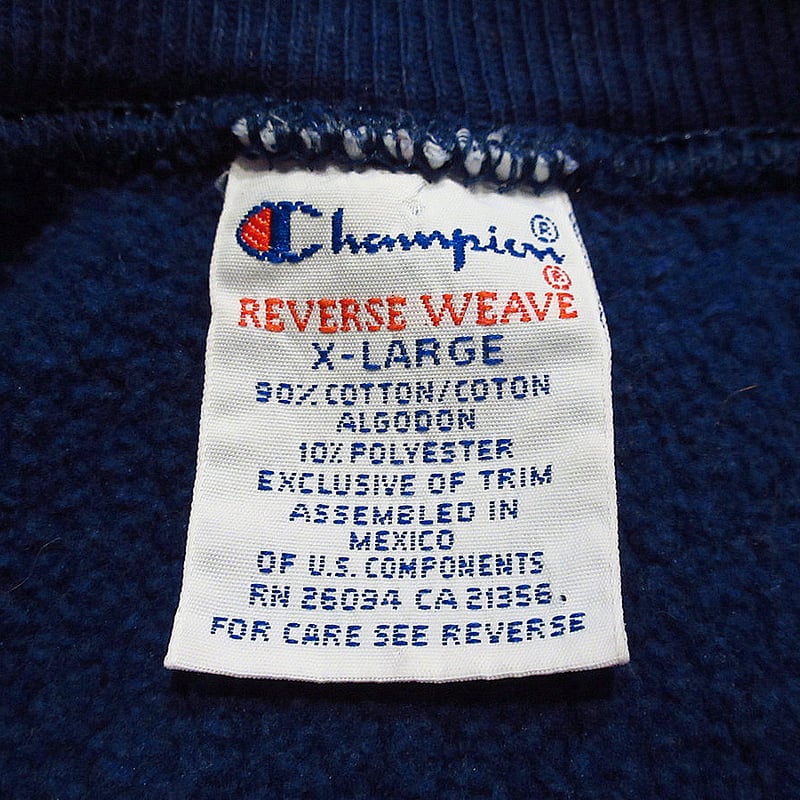 Champion®
REVERSE WEAVE®
X-LARGE
90% COTTON/COTON
ALGODON
10% POLYESTER
EXCLUSIVE OF TRIM
ASSEMBLED IN
MEXICO
OF U.S. COMPONENTS
RN 26094 CA 21356.
FOR CARE SEE REVERSE